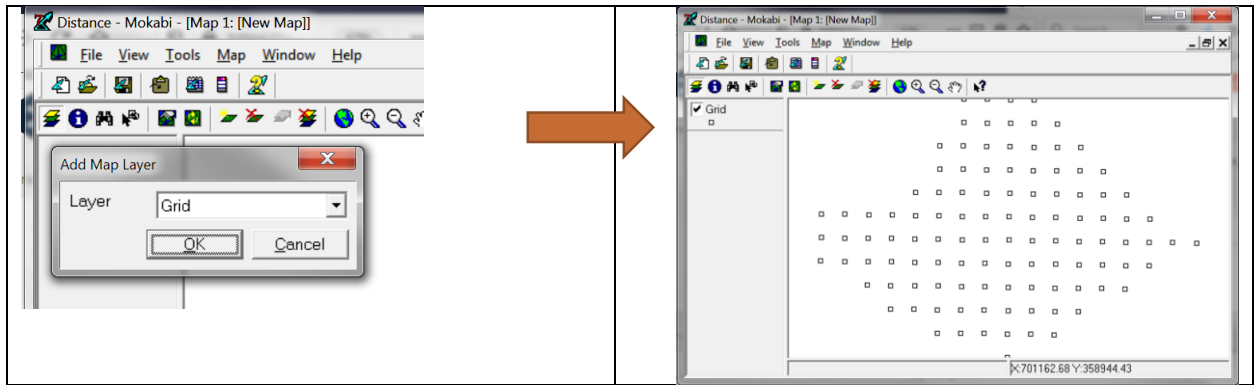 Distance - Mokabi - [Map 1: [New Map]]
File View Tools Map Window Help
Add Map Layer
Layer
Grid
OK Cancel
Distance - Mokabi - [Map 1: [New Map]]
File View Tools Map Window Help
Grid
X:701162.68 Y:358944.43